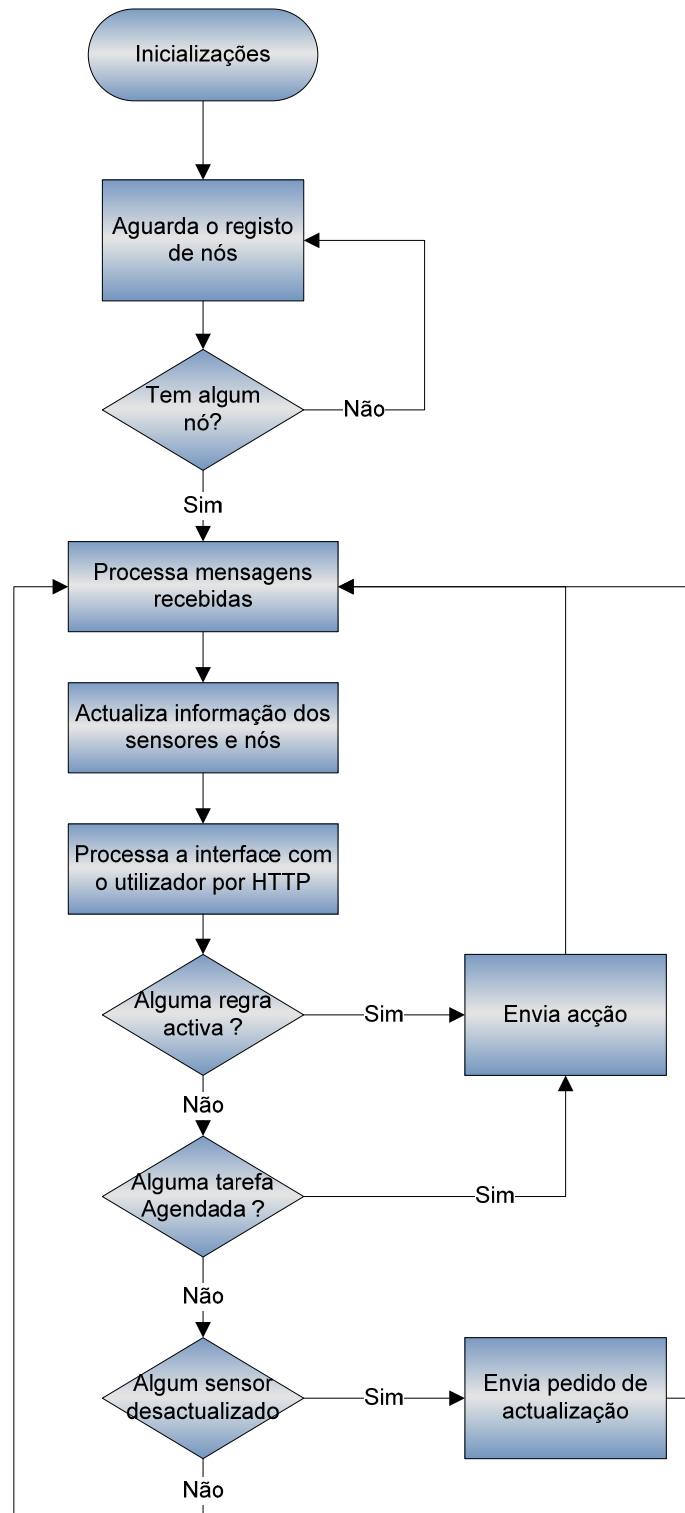 Inicializações
Aguarda o registo
de nós
Tem algum
nó?
Não
Sim
Processa mensagens
recebidas
Actualiza informação dos
sensores e nós
Processa a interface com
o utilizador por HTTP
Alguma regra
activa ?
Sim
Envia acção
Não
Alguma tarefa
Agendada ?
Sim
Não
Algum sensor
desactualizado
Sim
Envia pedido de
actualização
Não